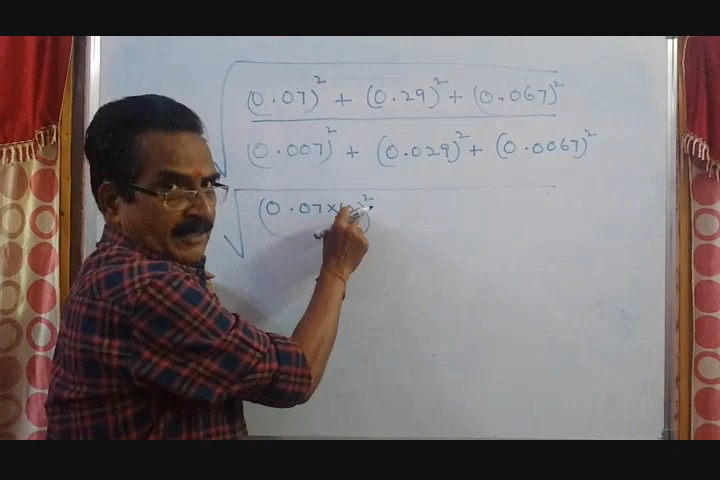 √(0.07)² + (0.29)² + (0.067)²
(0.007)² + (0.029)² + (0.0067)²
√(0.07×